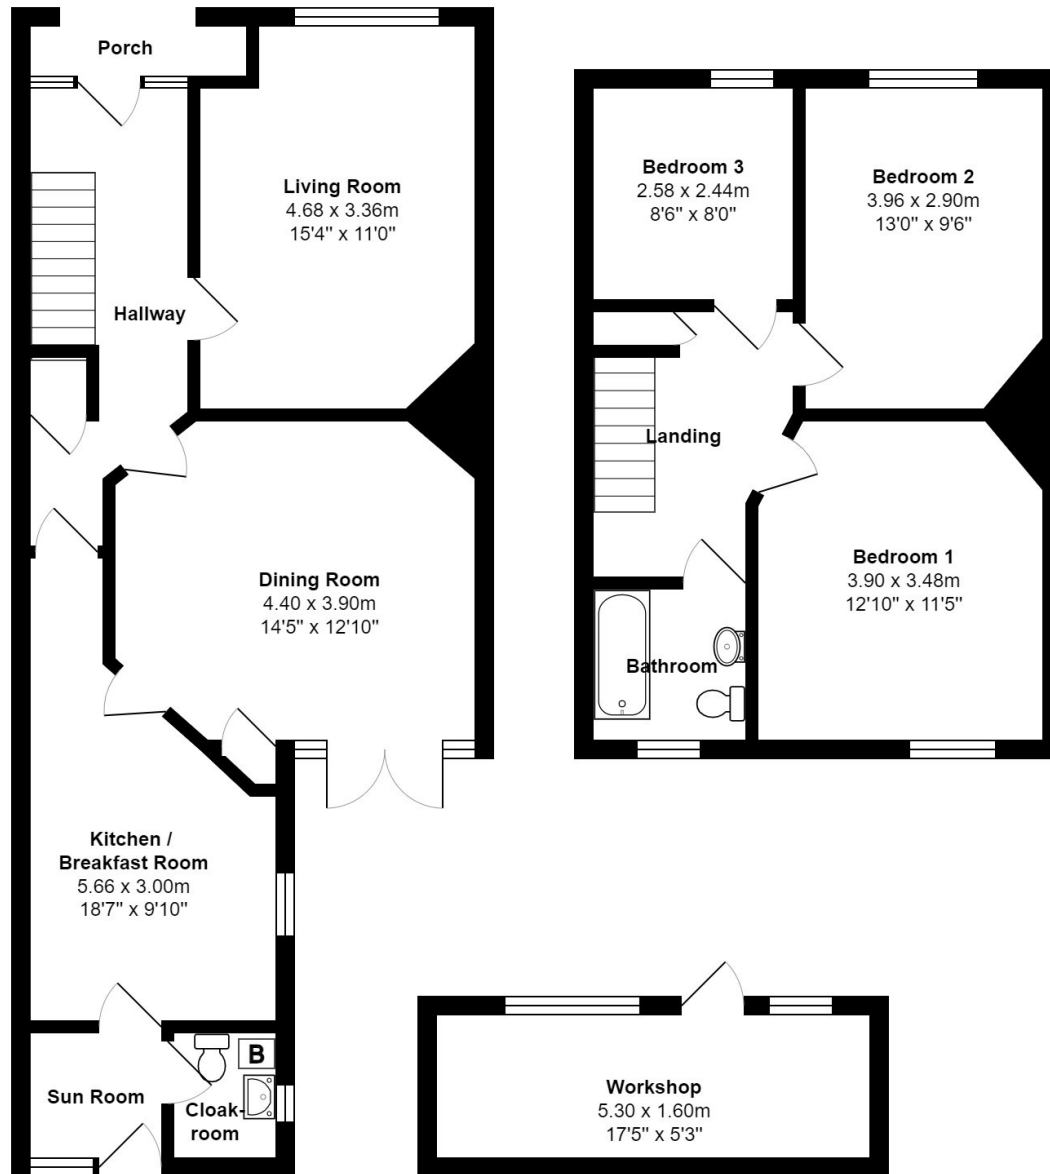 Porch
Living Room
4.68 x 3.36m
15'4" x 11'0"
Hallway
Dining Room
4.40 x 3.90m
14'5" x 12'10"
Kitchen /
Breakfast Room
5.66 x 3.00m
18'7" x 9'10"
Sun Room
B
Cloak-
room
Bedroom 3
2.58 x 2.44m
8'6" x 8'0"
Bedroom 2
3.96 x 2.90m
13'0" x 9'6"
Landing
Bedroom 1
3.90 x 3.48m
12'10" x 11'5"
Bathroom
Workshop
5.30 x 1.60m
17'5" x 5'3"